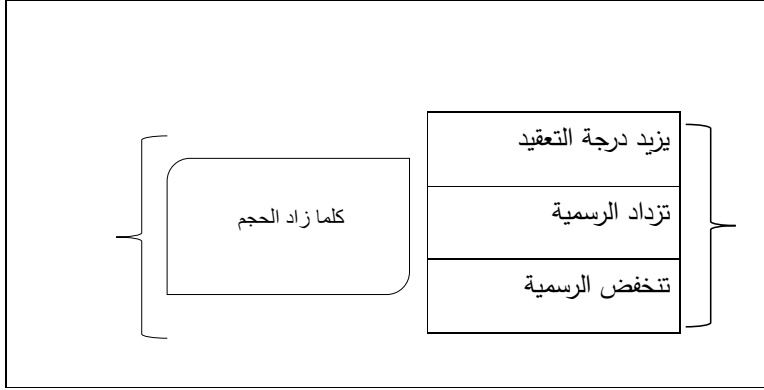 يزيد درجة التعقيد
تزداد الرسمية
كلما زاد الحجم
تنخفض الرسمية